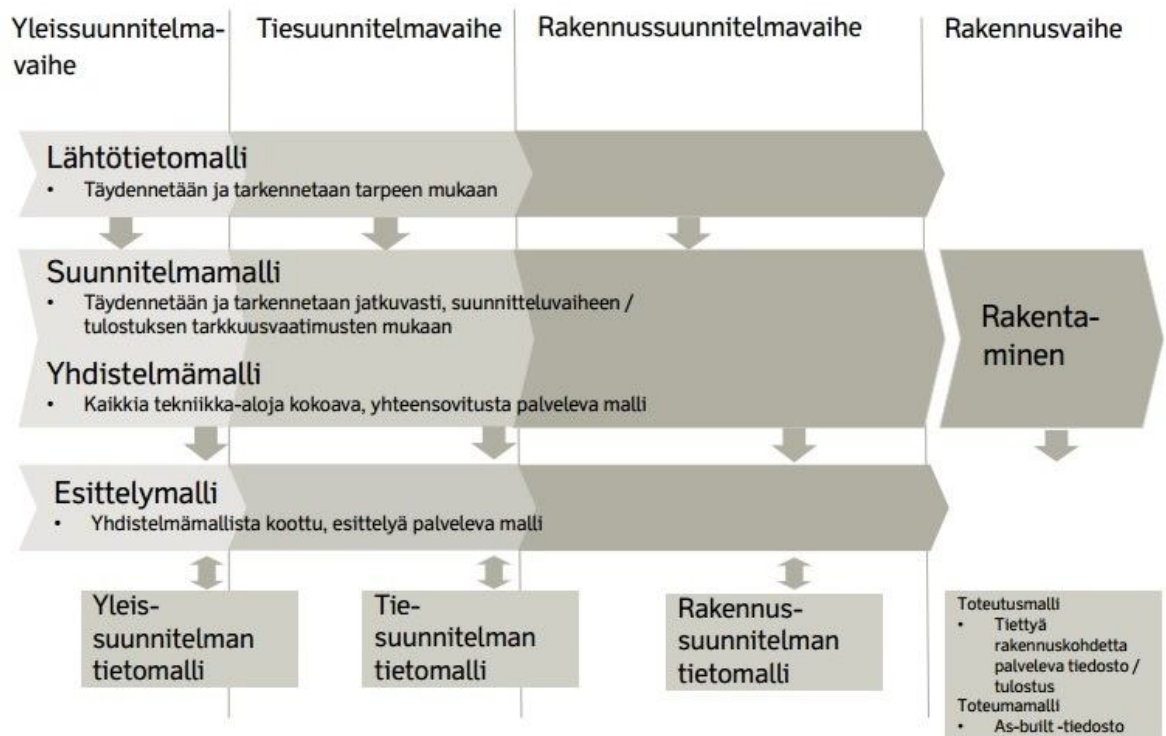 Yleissuunnitelma-
vaihe
Tiesuunnitelmavaihe
Rakennussuunnitelmavaihe
Rakennusvaihe
Lähtötietomalli
• Täydennetään ja tarkennetaan tarpeen mukaan
Suunnitelmamalli
• Täydennetään ja tarkennetaan jatkuvasti, suunnitteluvaiheen /
tulostuksen tarkkuusvaatimusten mukaan
Yhdistelmämalli
• Kaikkia tekniikka-aloja kokoava, yhteensovitusta palveleva malli
Rakenta-
minen
Esittelymalli
• Yhdistelmämallista koottu, esittelyä palveleva malli
Yleis-
suunnitelman
tietomalli
Tie-
suunnitelman
tietomalli
Rakennus-
suunnitelman
tietomalli
Toteutusmalli
• Tiettyä
rakennuskohdetta
palveleva tiedosto /
tulostus
Toteumamalli
• As-built -tiedosto